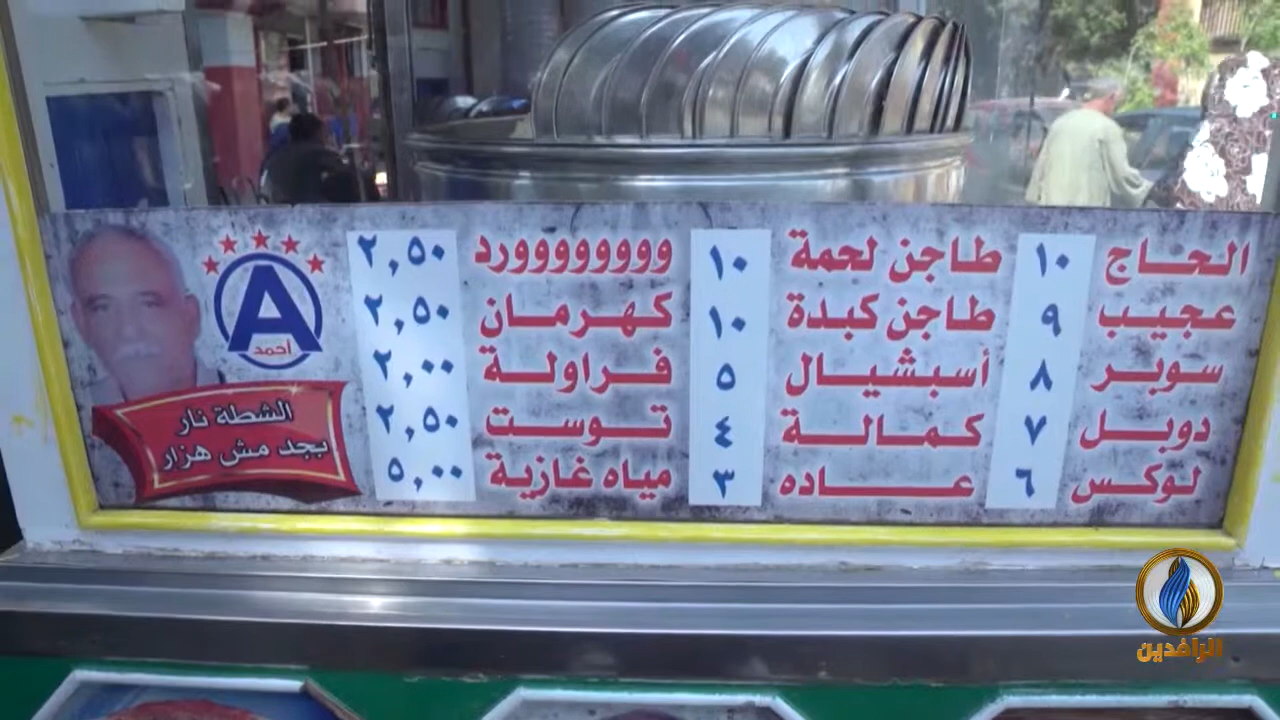 الحاج ١٠ طاجن لحمة ١٠ وووووووورد ٢,٥٠
عجيب ٩ طاجن كبدة ١٠ كهرمان ٢,٥٠
سوبر ٨ أسبشيال ٥ فراولة ٢,٠٠
دوبل ٧ كمالة ٤ توست ٢,٥٠
لوكس ٦ عاده ٣ مياه غازية ٥,٠٠
A
أحمد
الشطة نار
بجد مش هزار
الرافدين